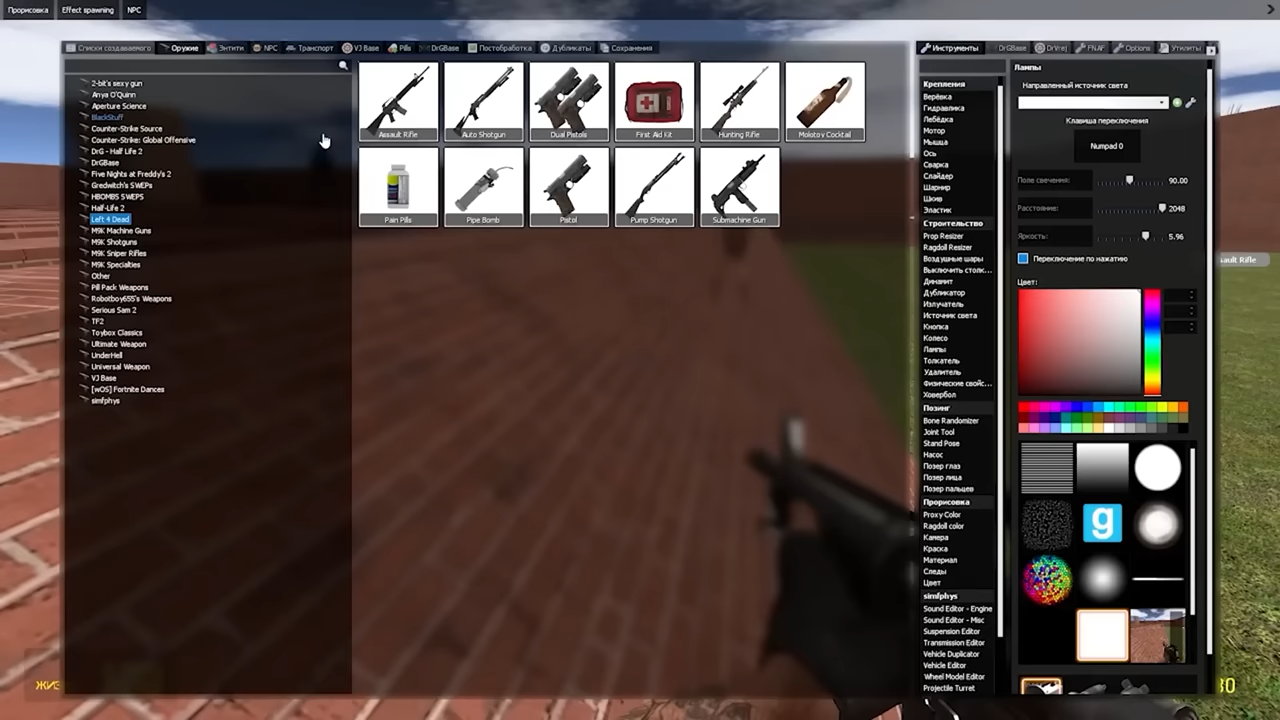 Прорисовка Effect spawning NPC
Списки создаваемого Оружие Энтити NPC Транспорт VJ Base Pills DrGBase Постобработка Дубликаты Сохранения
2-bit's sexy gun
Anya O'Quinn
Aperture Science
BlackStuff
Counter-Strike Source
Counter-Strike: Global Offensive
DrG - Half Life 2
DrGBase
Five Nights at Freddy's 2
Gredwitch's SWEPs
HBOMBS SWEPS
Half-Life 2
Left 4 Dead
M9K Machine Guns
M9K Shotguns
M9K Sniper Rifles
M9K Specialties
Other
Pill Pack Weapons
Robotboy655's Weapons
Serious Sam 2
TF2
Toybox Classics
Ultimate Weapon
UnderHell
Universal Weapon
VJ Base
[wOS] Fortnite Dances
simfphys
Assault Rifle Auto Shotgun Dual Pistols First Aid Kit Hunting Rifle Molotov Cocktail
Pain Pills Pipe Bomb Pistol Pump Shotgun Submachine Gun
Инструменты DrGBase DrVrej FNAF Options Утилиты
Крепления
Верёвка
Гидравлика
Лебёдка
Мотор
Мышца
Ось
Сварка
Слайдер
Шарнир
Шкив
Эластик
Строительство
Prop Resizer
Ragdoll Resizer
Воздушные шары
Выключить столк...
Динамит
Дубликатор
Излучатель
Источник света
Кнопка
Колесо
Лампы
Толкатель
Удалитель
Физические свойс...
Ховербол
Позинг
Bone Randomizer
Joint Tool
Stand Pose
Насос
Позер глаз
Позер лица
Позер пальцев
Прорисовка
Proxy Color
Ragdoll color
Камера
Краска
Материал
Следы
Цвет
simfphys
Sound Editor - Engine
Sound Editor - Misc
Suspension Editor
Transmission Editor
Vehicle Duplicator
Vehicle Editor
Wheel Model Editor
Projectile Turret
Лампы
Направленный источник света
Клавиша переключения
Numpad 0
Поле свечения: 90.00
Расстояние: 2048
Яркость: 5.96
Переключение по нажатию
Цвет:
g
sault Rifle
ЖИЗ
30